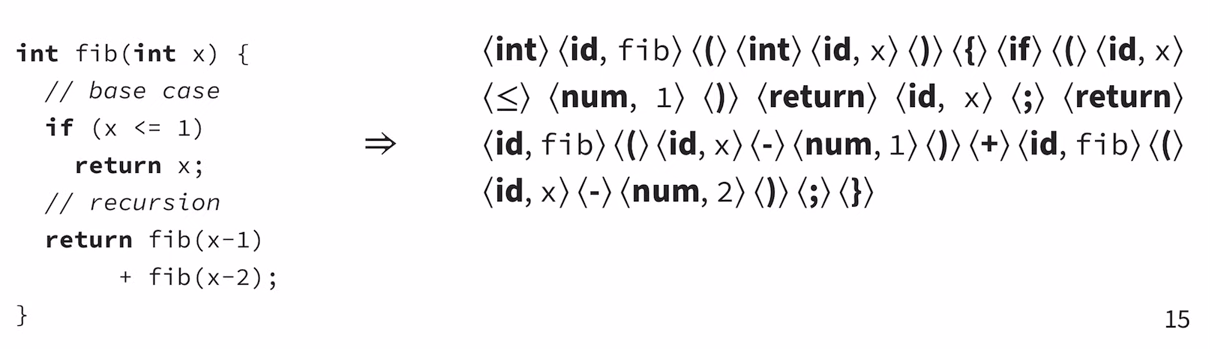 int fib(int x) {
  // base case
  if (x <= 1)
    return x;
  // recursion
  return fib(x-1)
       + fib(x-2);
}
⇒
⟨int⟩ ⟨id, fib⟩ ⟨(⟩ ⟨int⟩ ⟨id, x⟩ ⟨)⟩ ⟨{⟩ ⟨if⟩ ⟨(⟩ ⟨id, x⟩
⟨≤⟩ ⟨num, 1⟩ ⟨)⟩ ⟨return⟩ ⟨id, x⟩ ⟨;⟩ ⟨return⟩
⟨id, fib⟩ ⟨(⟩ ⟨id, x⟩ ⟨-⟩ ⟨num, 1⟩ ⟨)⟩ ⟨+⟩ ⟨id, fib⟩ ⟨(⟩
⟨id, x⟩ ⟨-⟩ ⟨num, 2⟩ ⟨)⟩ ⟨;⟩ ⟨}⟩
15